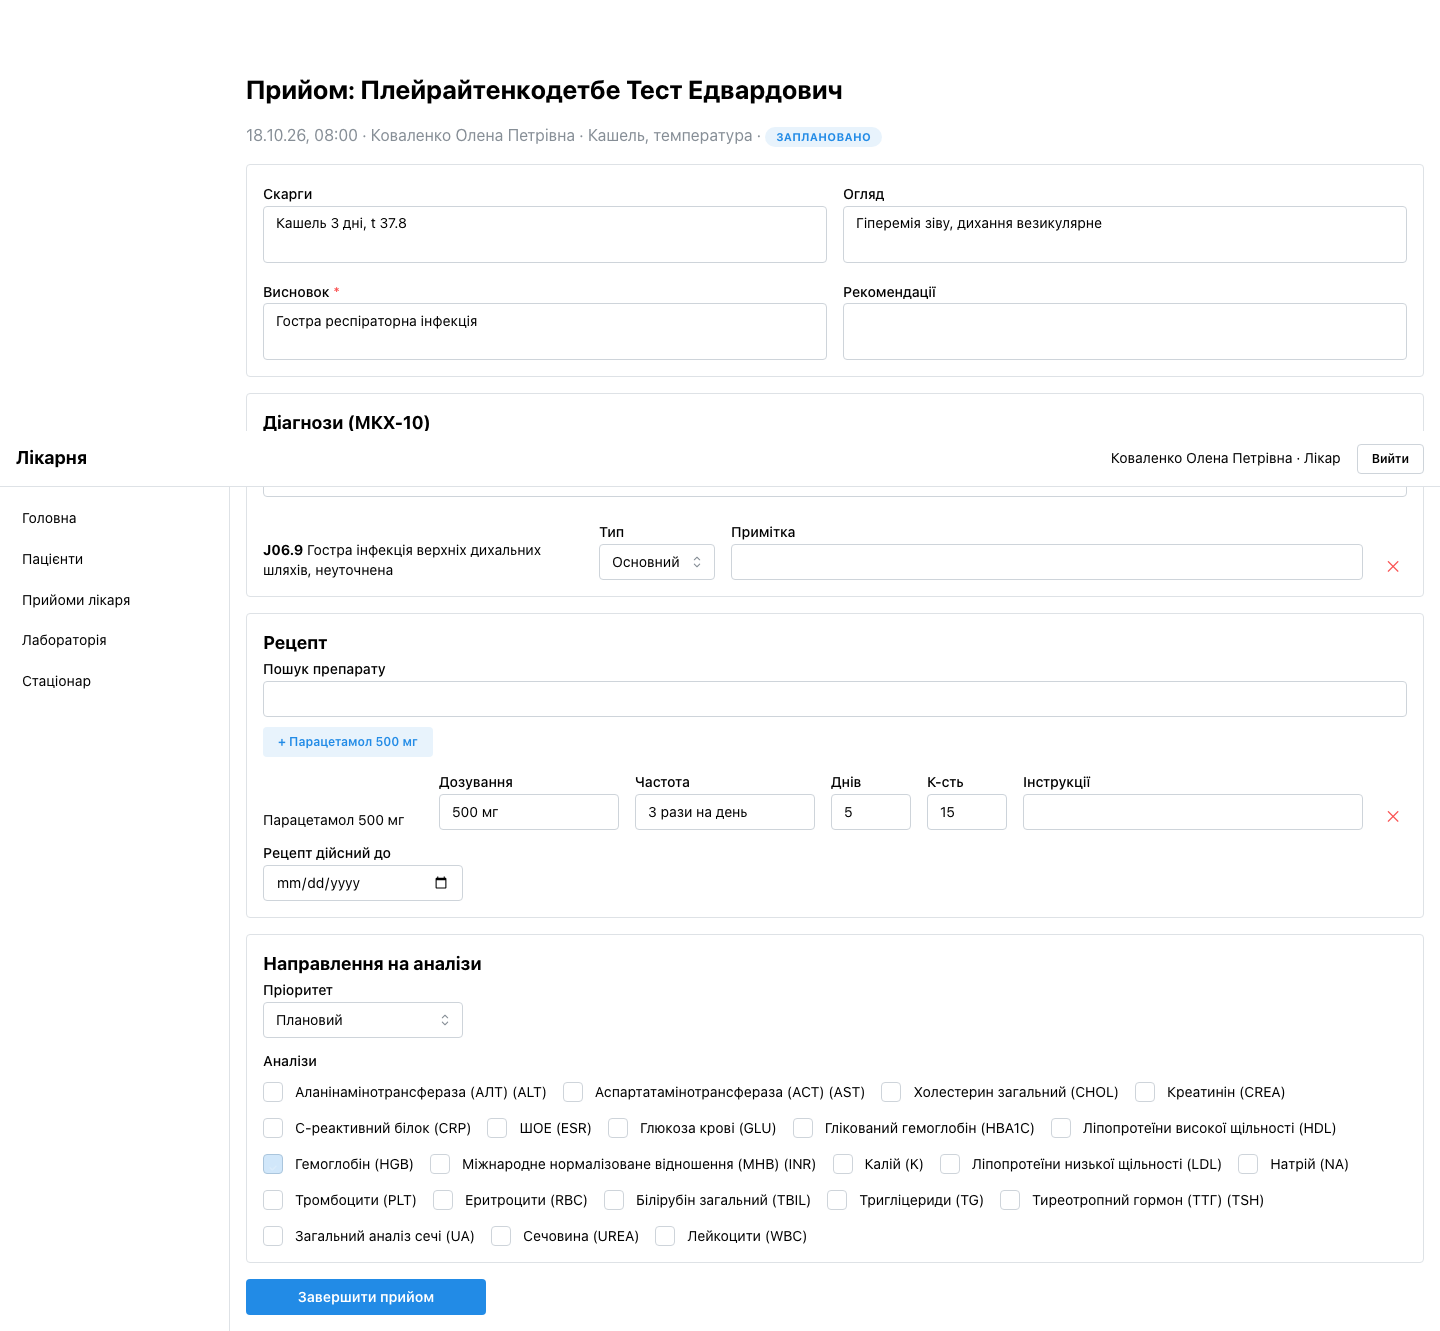 Прийом: Плейрайтенкодетбе Тест Едвардович
18.10.26, 08:00 · Коваленко Олена Петрівна · Кашель, температура · ЗАПЛАНОВАНО
Скарги
Кашель 3 дні, t 37.8
Огляд
Гіперемія зіву, дихання везикулярне
Висновок *
Гостра респіраторна інфекція
Рекомендації
Діагнози (МКХ-10)
Лікарня
Коваленко Олена Петрівна · Лікар
Вийти
Головна
Пацієнти
Прийоми лікаря
Лабораторія
Стаціонар
J06.9 Гостра інфекція верхніх дихальних
шляхів, неуточнена
Тип
Основний
Примітка
Рецепт
Пошук препарату
+ Парацетамол 500 мг
Парацетамол 500 мг
Дозування
500 мг
Частота
3 рази на день
Днів
5
К-сть
15
Інструкції
Рецепт дійсний до
mm/dd/yyyy
Направлення на аналізи
Пріоритет
Плановий
Аналізи
Аланінамінотрансфераза (АЛТ) (ALT) Аспартатамінотрансфераза (АСТ) (AST) Холестерин загальний (CHOL) Креатинін (CREA)
С-реактивний білок (CRP) ШОЕ (ESR) Глюкоза крові (GLU) Глікований гемоглобін (HBA1C) Ліпопротеїни високої щільності (HDL)
Гемоглобін (HGB) Міжнародне нормалізоване відношення (МНВ) (INR) Калій (K) Ліпопротеїни низької щільності (LDL) Натрій (NA)
Тромбоцити (PLT) Еритроцити (RBC) Білірубін загальний (TBIL) Тригліцериди (TG) Тиреотропний гормон (ТТГ) (TSH)
Загальний аналіз сечі (UA) Сечовина (UREA) Лейкоцити (WBC)
Завершити прийом